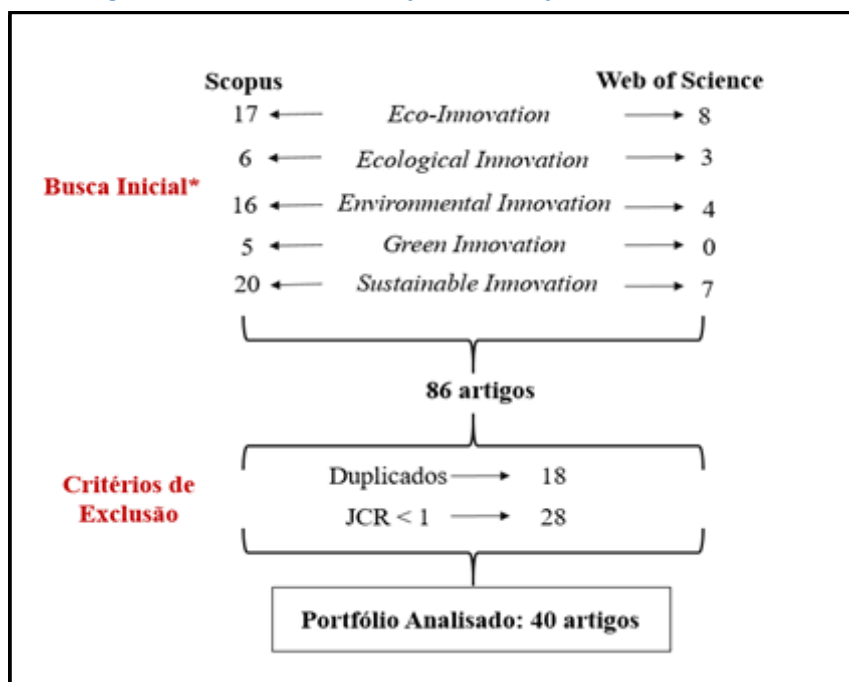 Scopus Web of Science
17 Eco-Innovation 8
6 Ecological Innovation 3
Busca Inicial*
16 Environmental Innovation 4
5 Green Innovation 0
20 Sustainable Innovation 7
86 artigos
Critérios de
Exclusão
Duplicados 18
JCR < 1 28
Portfólio Analisado: 40 artigos